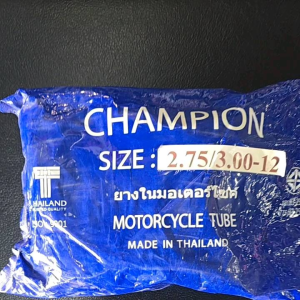 CHAMPION
SIZE : 2.75/3.00-12
ยางในมอเตอร์ไซค์
MOTORCYCLE TUBE
MADE IN THAILAND
THAILAND